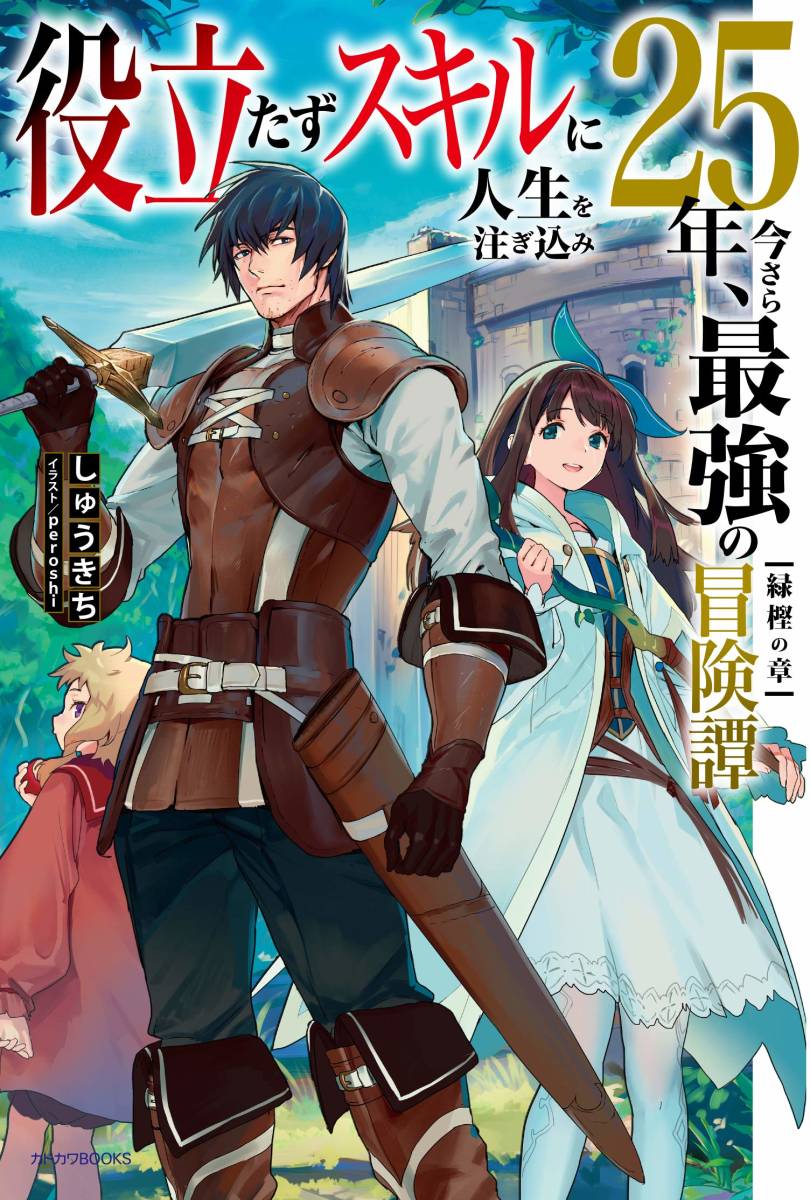 役立たずスキルに
人生を
注ぎ込み
25
年、
今さら
最強の
冒険譚
緑樫の章
しゅうきち
イラスト/peroshi
カドカワBOOKS